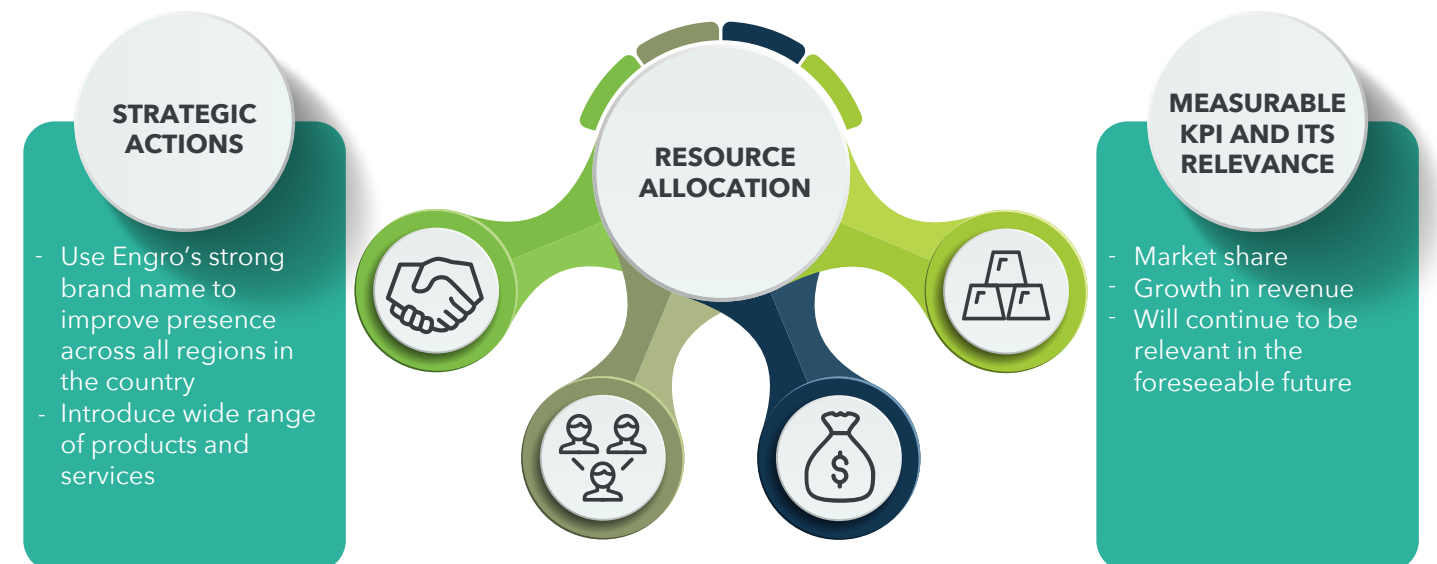 STRATEGIC
ACTIONS
- Use Engro’s strong
brand name to
improve presence
across all regions in
the country
- Introduce wide range
of products and
services
RESOURCE
ALLOCATION
$
MEASURABLE
KPI AND ITS
RELEVANCE
- Market share
- Growth in revenue
- Will continue to be
relevant in the
foreseeable future